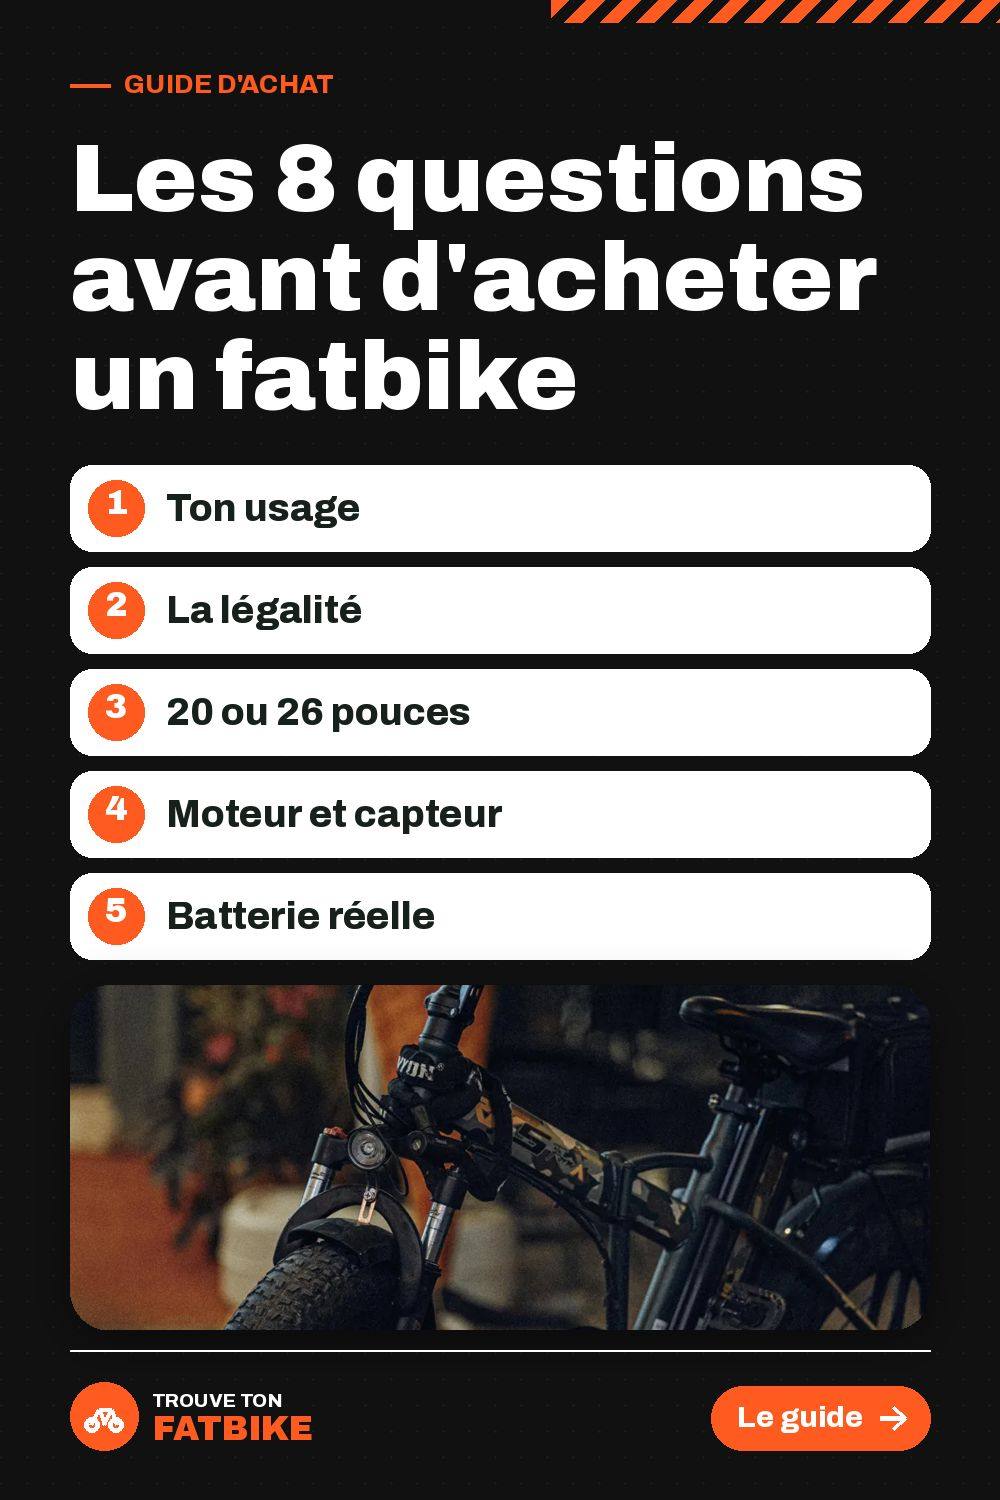 GUIDE D'ACHAT
Les 8 questions
avant d'acheter
un fatbike
1 Ton usage
2 La légalité
3 20 ou 26 pouces
4 Moteur et capteur
5 Batterie réelle
TROUVE TON
FATBIKE
Le guide →